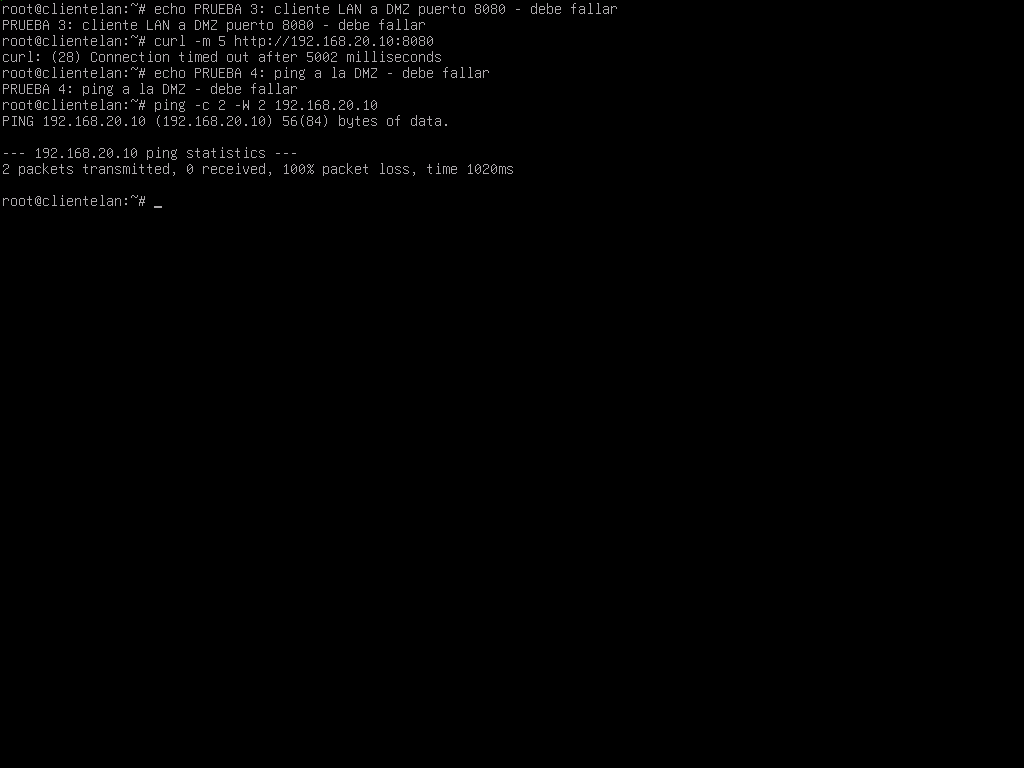 root@clientelan:~# echo PRUEBA 3: cliente LAN a DMZ puerto 8080 - debe fallar
PRUEBA 3: cliente LAN a DMZ puerto 8080 - debe fallar
root@clientelan:~# curl -m 5 http://192.168.20.10:8080
curl: (28) Connection timed out after 5002 milliseconds
root@clientelan:~# echo PRUEBA 4: ping a la DMZ - debe fallar
PRUEBA 4: ping a la DMZ - debe fallar
root@clientelan:~# ping -c 2 -W 2 192.168.20.10
PING 192.168.20.10 (192.168.20.10) 56(84) bytes of data.
--- 192.168.20.10 ping statistics ---
2 packets transmitted, 0 received, 100% packet loss, time 1020ms
root@clientelan:~# _